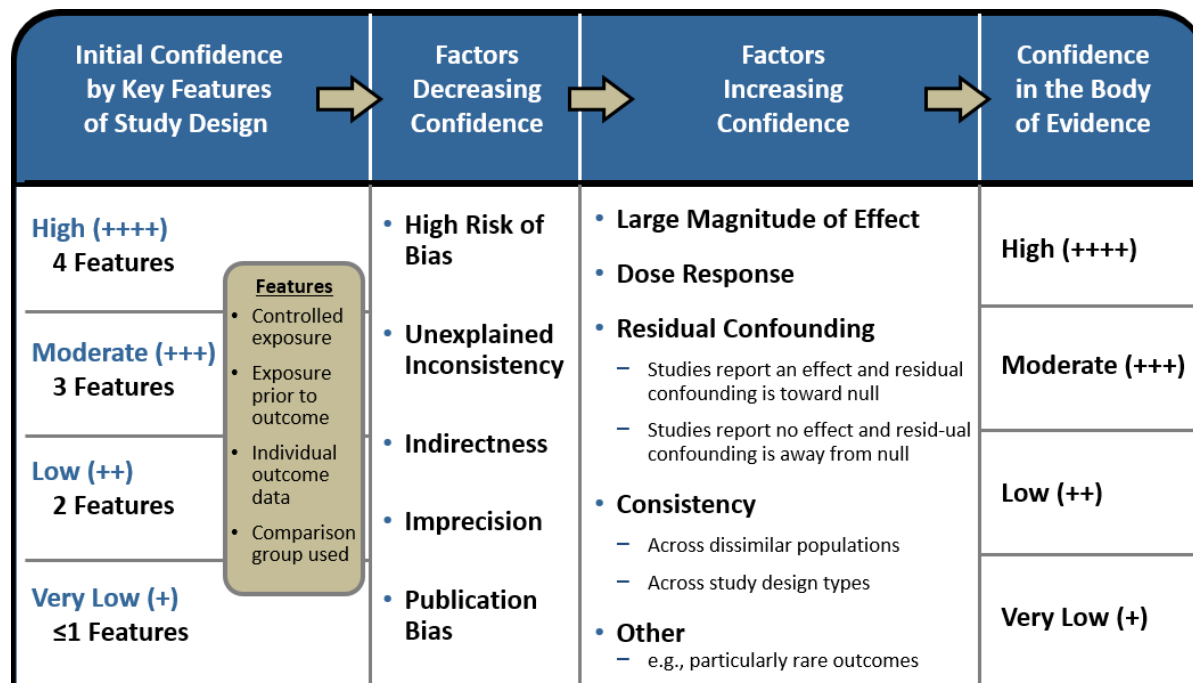 Initial Confidence
by Key Features
of Study Design
Factors
Decreasing
Confidence
Factors
Increasing
Confidence
Confidence
in the Body
of Evidence
High (++++)
4 Features
Moderate (+++)
3 Features
Low (++)
2 Features
Very Low (+)
≤1 Features
Features
• Controlled
exposure
• Exposure
prior to
outcome
• Individual
outcome
data
• Comparison
group used
• High Risk of
Bias
• Unexplained
Inconsistency
• Indirectness
• Imprecision
• Publication
Bias
• Large Magnitude of Effect
• Dose Response
• Residual Confounding
– Studies report an effect and residual
confounding is toward null
– Studies report no effect and resid-ual
confounding is away from null
• Consistency
– Across dissimilar populations
– Across study design types
• Other
– e.g., particularly rare outcomes
High (++++)
Moderate (+++)
Low (++)
Very Low (+)